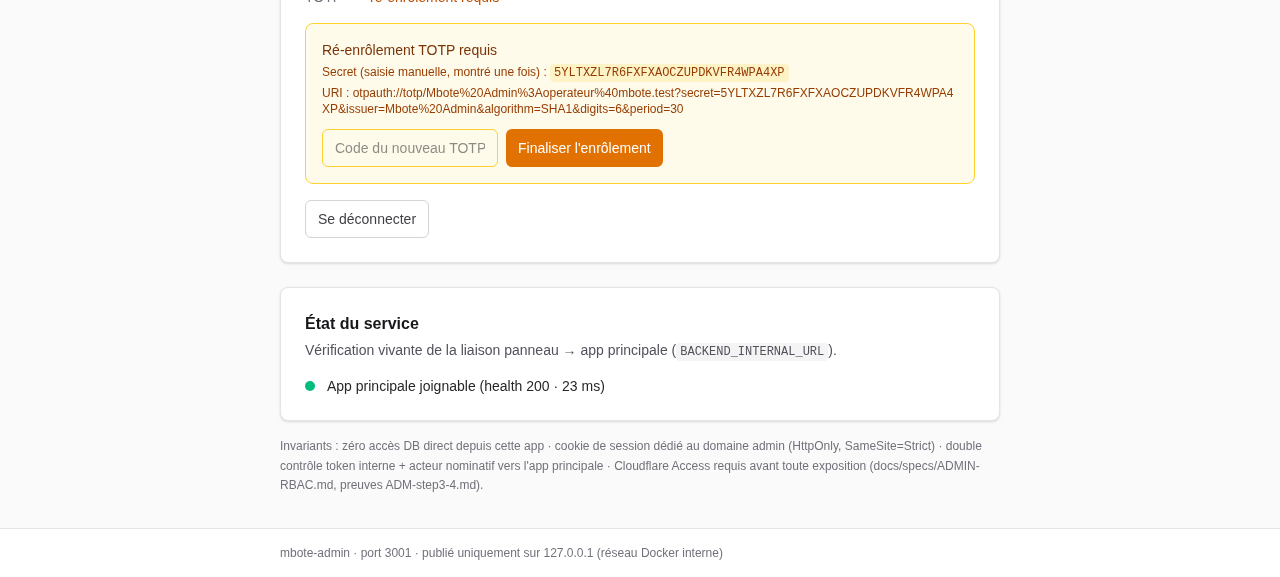 Ré-enrôlement TOTP requis
Secret (saisie manuelle, montré une fois) : 5YLTXZL7R6FXFXAOCZUPDKVFR4WPA4XP
URI : otpauth://totp/Mbote%20Admin%3Aoperateur%40mbote.test?secret=5YLTXZL7R6FXFXAOCZUPDKVFR4WPA4
XP&issuer=Mbote%20Admin&algorithm=SHA1&digits=6&period=30
Code du nouveau TOTP
Finaliser l'enrôlement
Se déconnecter
État du service
Vérification vivante de la liaison panneau → app principale (BACKEND_INTERNAL_URL).
App principale joignable (health 200 · 23 ms)
Invariants : zéro accès DB direct depuis cette app · cookie de session dédié au domaine admin (HttpOnly, SameSite=Strict) · double
contrôle token interne + acteur nominatif vers l'app principale · Cloudflare Access requis avant toute exposition (docs/specs/ADMIN-
RBAC.md, preuves ADM-step3-4.md).
mbote-admin · port 3001 · publié uniquement sur 127.0.0.1 (réseau Docker interne)